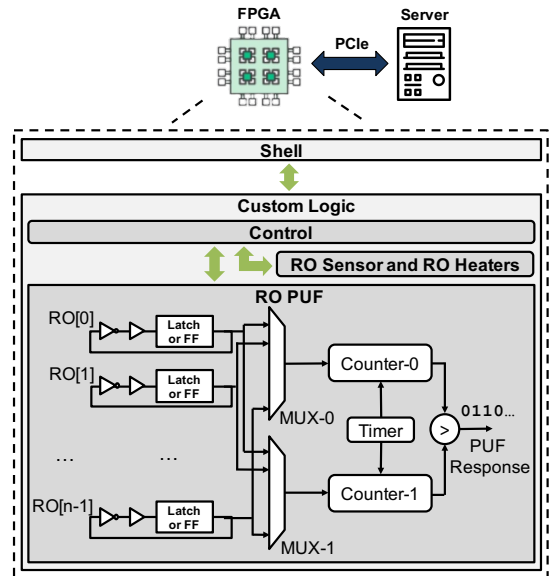 FPGA
Server
PCIe
Shell
Custom Logic
Control
RO Sensor and RO Heaters
RO PUF
RO[0]
Latch
or FF
RO[1]
Latch
or FF
Counter-0
MUX-0
0110...
Timer
>
PUF
Response
...
...
RO[n-1]
Latch
or FF
Counter-1
MUX-1